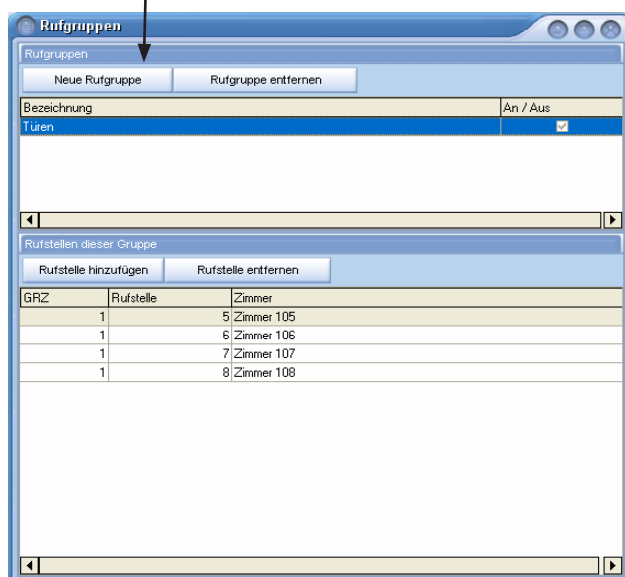 Rufgruppen
Rufgruppen
Neue Rufgruppe Rufgruppe entfernen
Bezeichnung An / Aus
Türen
Rufstellen dieser Gruppe
Rufstelle hinzufügen Rufstelle entfernen
GRZ Rufstelle Zimmer
1 5 Zimmer 105
1 6 Zimmer 106
1 7 Zimmer 107
1 8 Zimmer 108